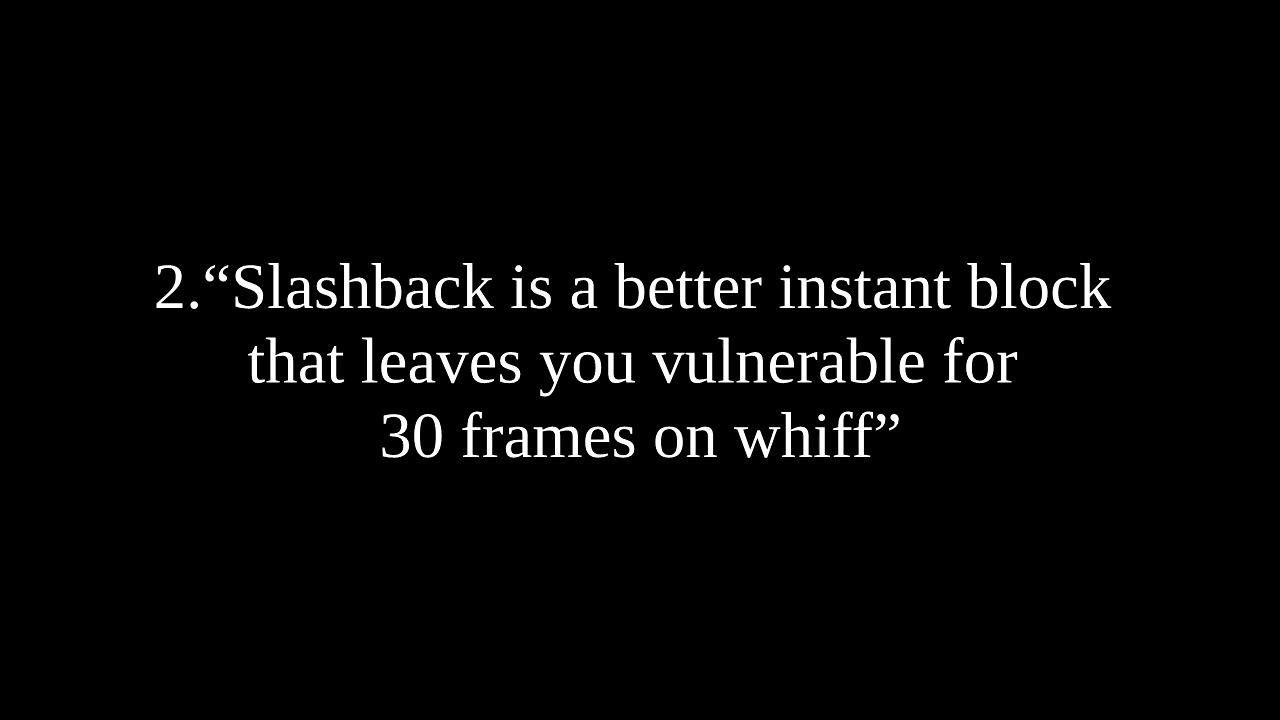 2.“Slashback is a better instant block
that leaves you vulnerable for
30 frames on whiff”